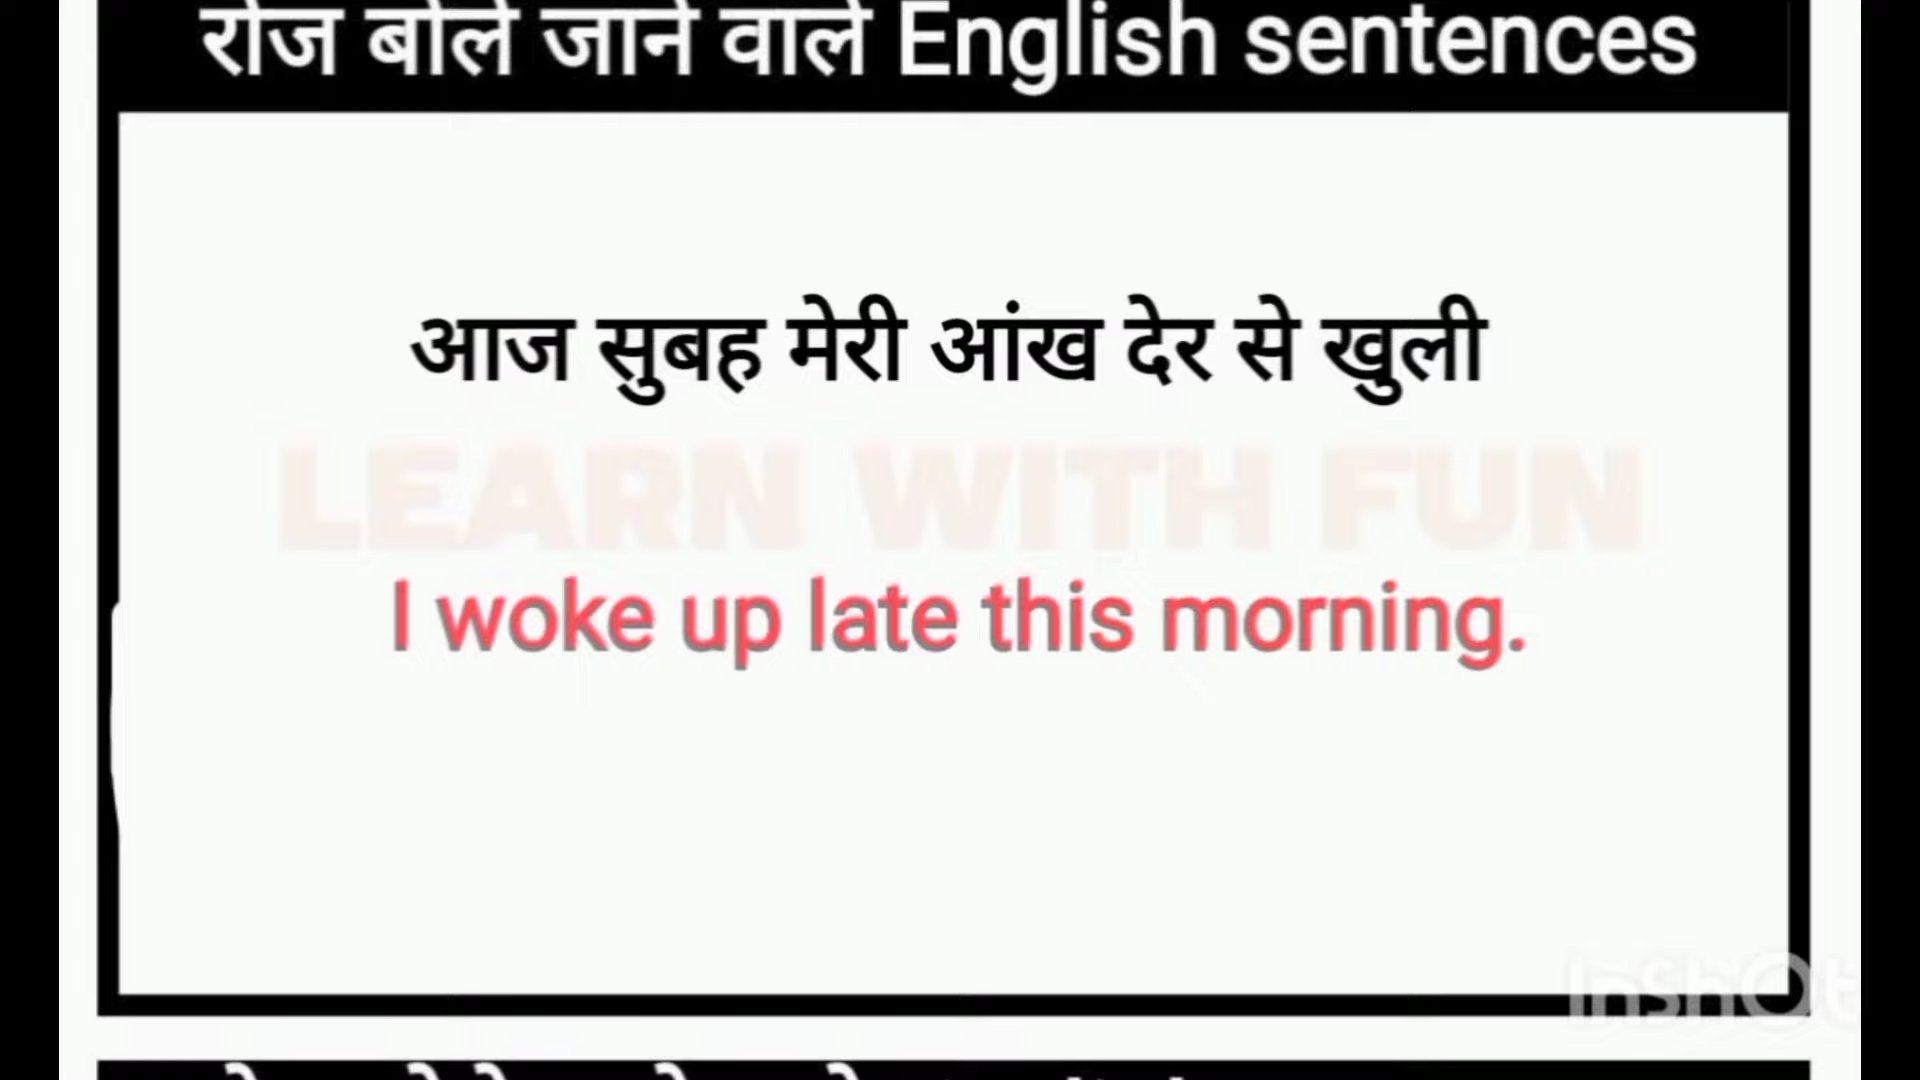 रोज बोले जाने वाले English sentences
आज सुबह मेरी आंख देर से खुली
LEARN WITH FUN
I woke up late this morning.
InShOt